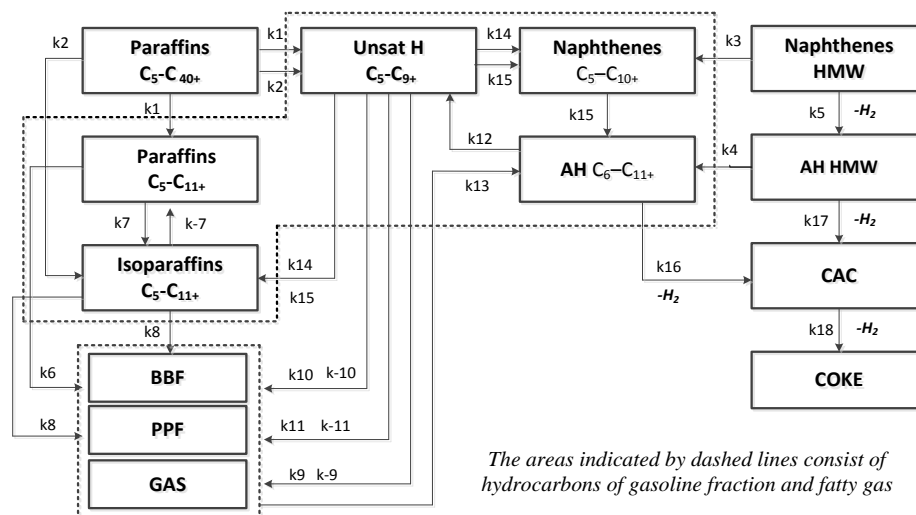 k2
Paraffins
C5-C40+
k1
k2
Unsat H
C5-C9+
k14
k15
Naphthenes
C5–C10+
k3
Naphthenes
HMW
k1
k15
k5
-H2
Paraffins
C5-C11+
k12
k13
AH C6–C11+
k4
AH HMW
k7
k-7
k17
-H2
Isoparaffins
C5-C11+
k14
k15
k16
-H2
CAC
k8
k18
-H2
k6
BBF
k10
k-10
COKE
k8
PPF
k11
k-11
GAS
k9
k-9
The areas indicated by dashed lines consist of
hydrocarbons of gasoline fraction and fatty gas